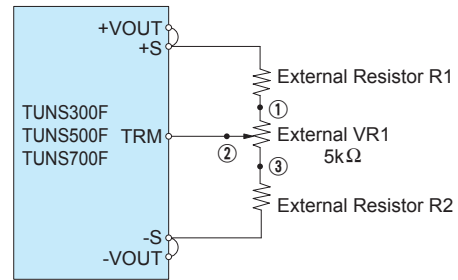 +VOUT
+S
External Resistor R1
①
TUNS300F
TUNS500F
TUNS700F
TRM
External VR1
5kΩ
②
③
External Resistor R2
-S
-VOUT